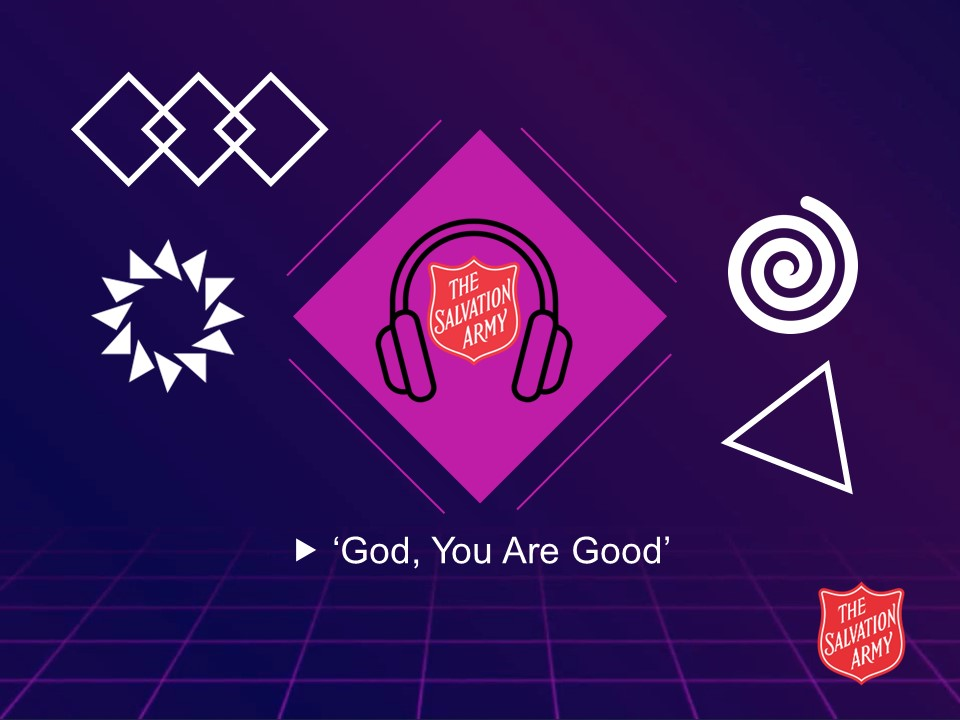 THE
SALVATION
ARMY
‘God, You Are Good’
THE
SALVATION
ARMY